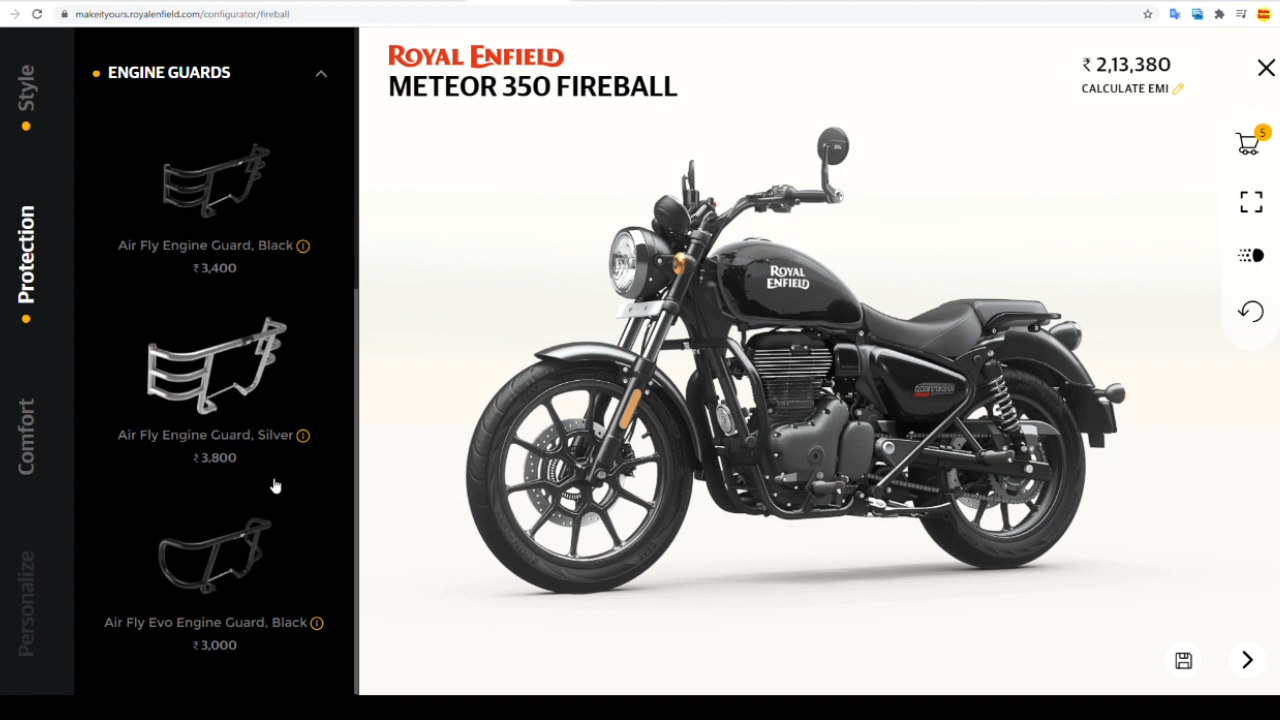 makeityours.royalenfield.com/configurator/fireball
Style
Protection
Comfort
Personalize
ENGINE GUARDS
Air Fly Engine Guard, Black
₹ 3,400
Air Fly Engine Guard, Silver
₹ 3,800
Air Fly Evo Engine Guard, Black
₹ 3,000
ROYAL ENFIELD
METEOR 350 FIREBALL
₹ 2,13,380
CALCULATE EMI
5
ROYAL
ENFIELD
METEOR